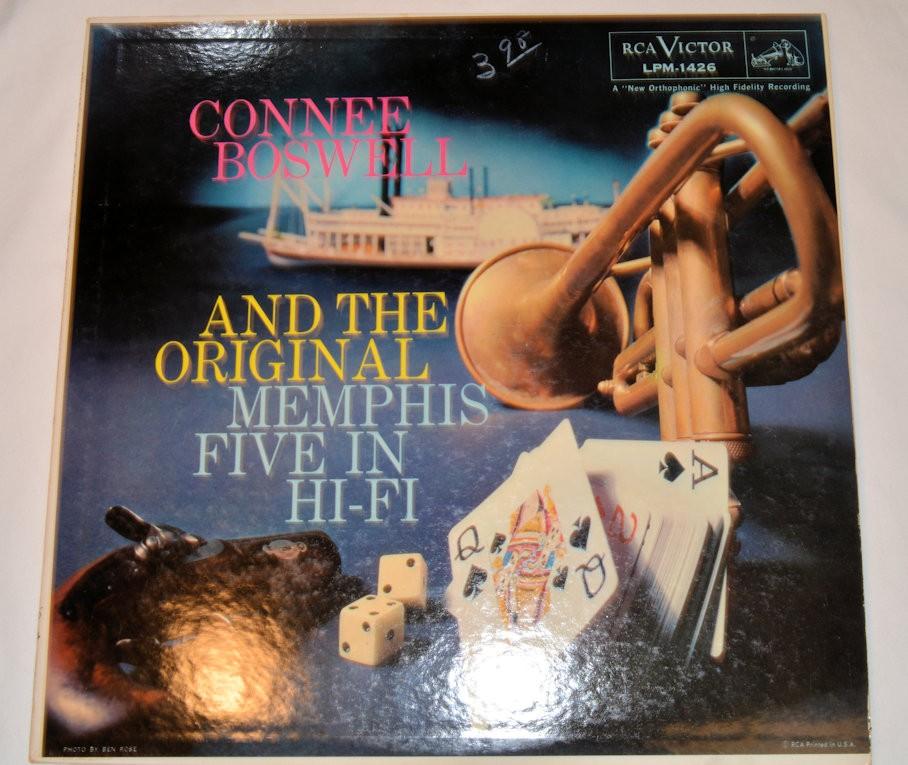 3 98
RCA VICTOR
LPM-1426
A "New Orthophonic" High Fidelity Recording
CONNEE
BOSWELL
AND THE
ORIGINAL
MEMPHIS
FIVE IN
HI-FI
A
Q
Q
PHOTO BY BEN ROSE
© RCA Printed in U.S.A.